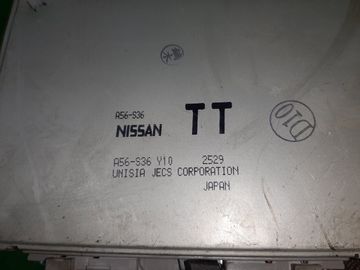 A56-S36
NISSAN TT
D10
A56-S36 Y10 2529
UNISIA JECS CORPORATION
JAPAN